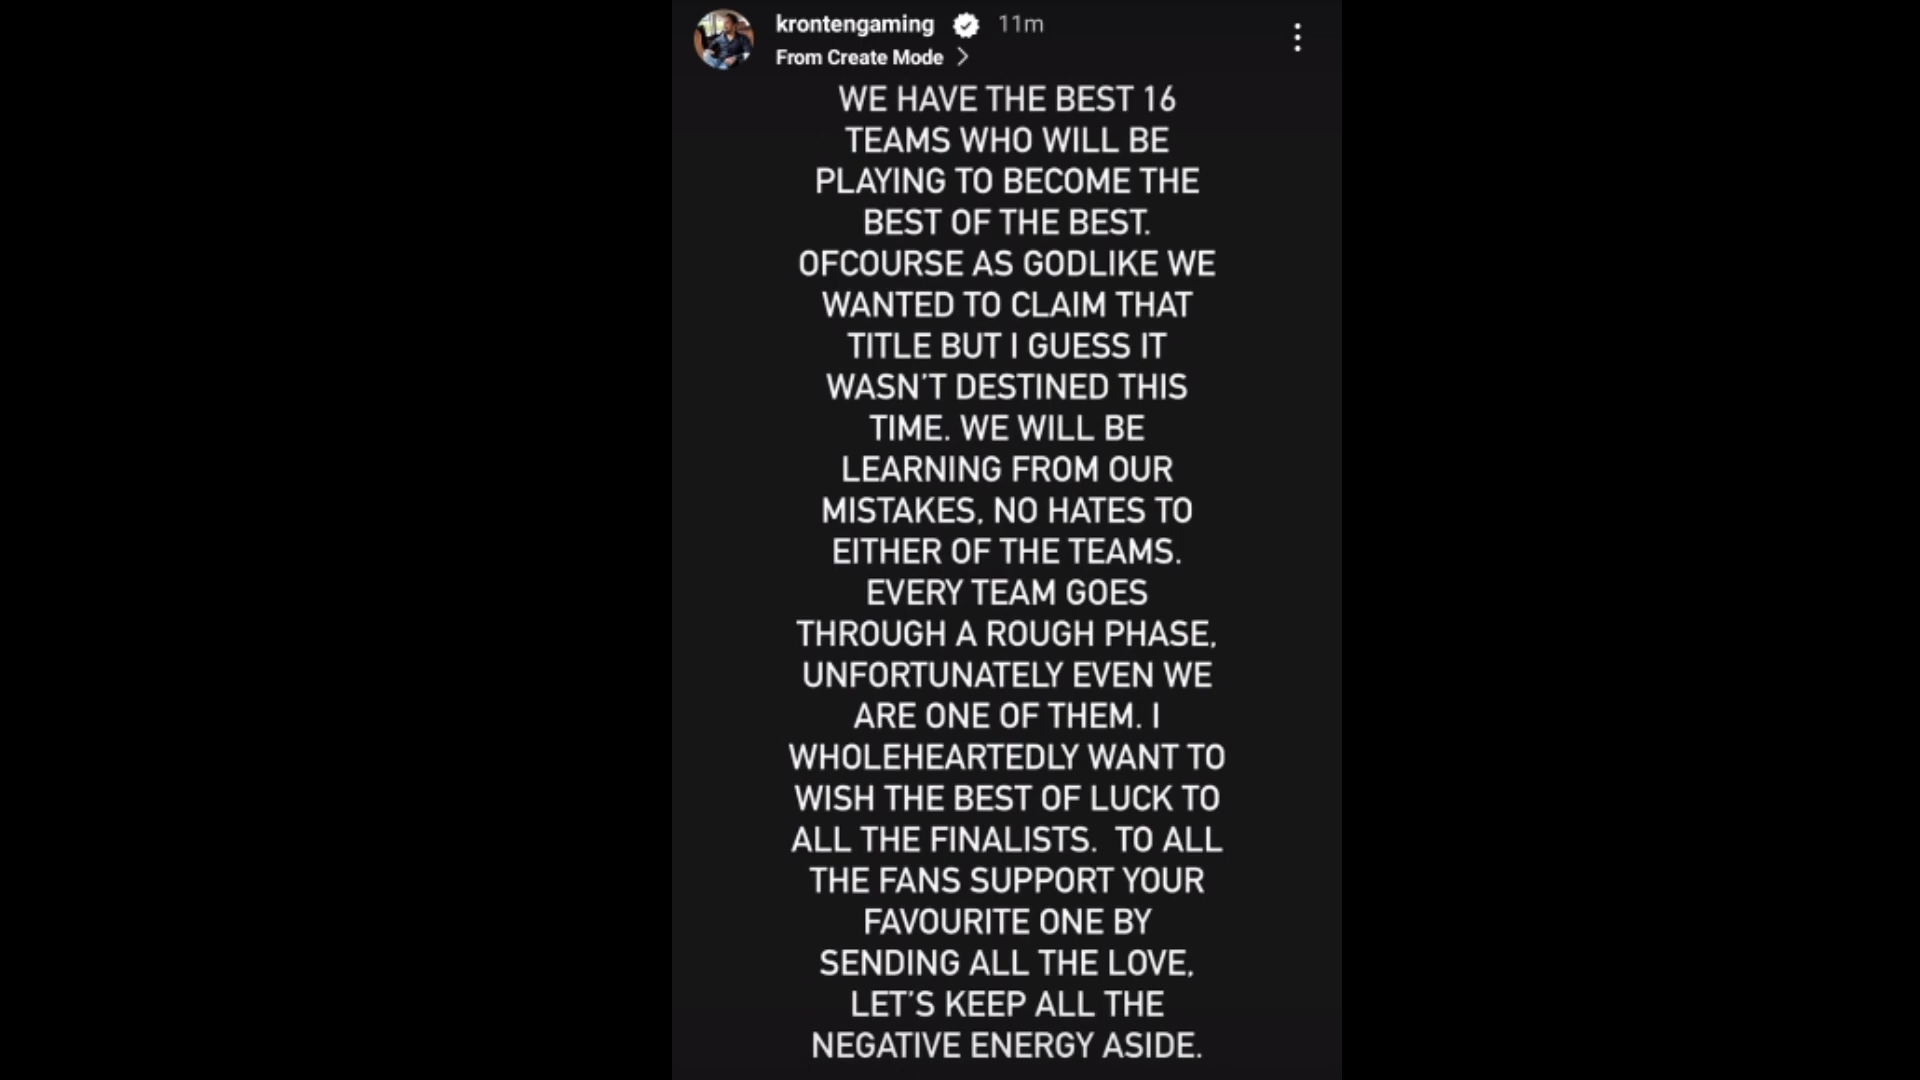 krontengaming 11m
From Create Mode
WE HAVE THE BEST 16
TEAMS WHO WILL BE
PLAYING TO BECOME THE
BEST OF THE BEST.
OFCOURSE AS GODLIKE WE
WANTED TO CLAIM THAT
TITLE BUT I GUESS IT
WASN'T DESTINED THIS
TIME. WE WILL BE
LEARNING FROM OUR
MISTAKES, NO HATES TO
EITHER OF THE TEAMS.
EVERY TEAM GOES
THROUGH A ROUGH PHASE,
UNFORTUNATELY EVEN WE
ARE ONE OF THEM. I
WHOLEHEARTEDLY WANT TO
WISH THE BEST OF LUCK TO
ALL THE FINALISTS.  TO ALL
THE FANS SUPPORT YOUR
FAVOURITE ONE BY
SENDING ALL THE LOVE,
LET'S KEEP ALL THE
NEGATIVE ENERGY ASIDE.